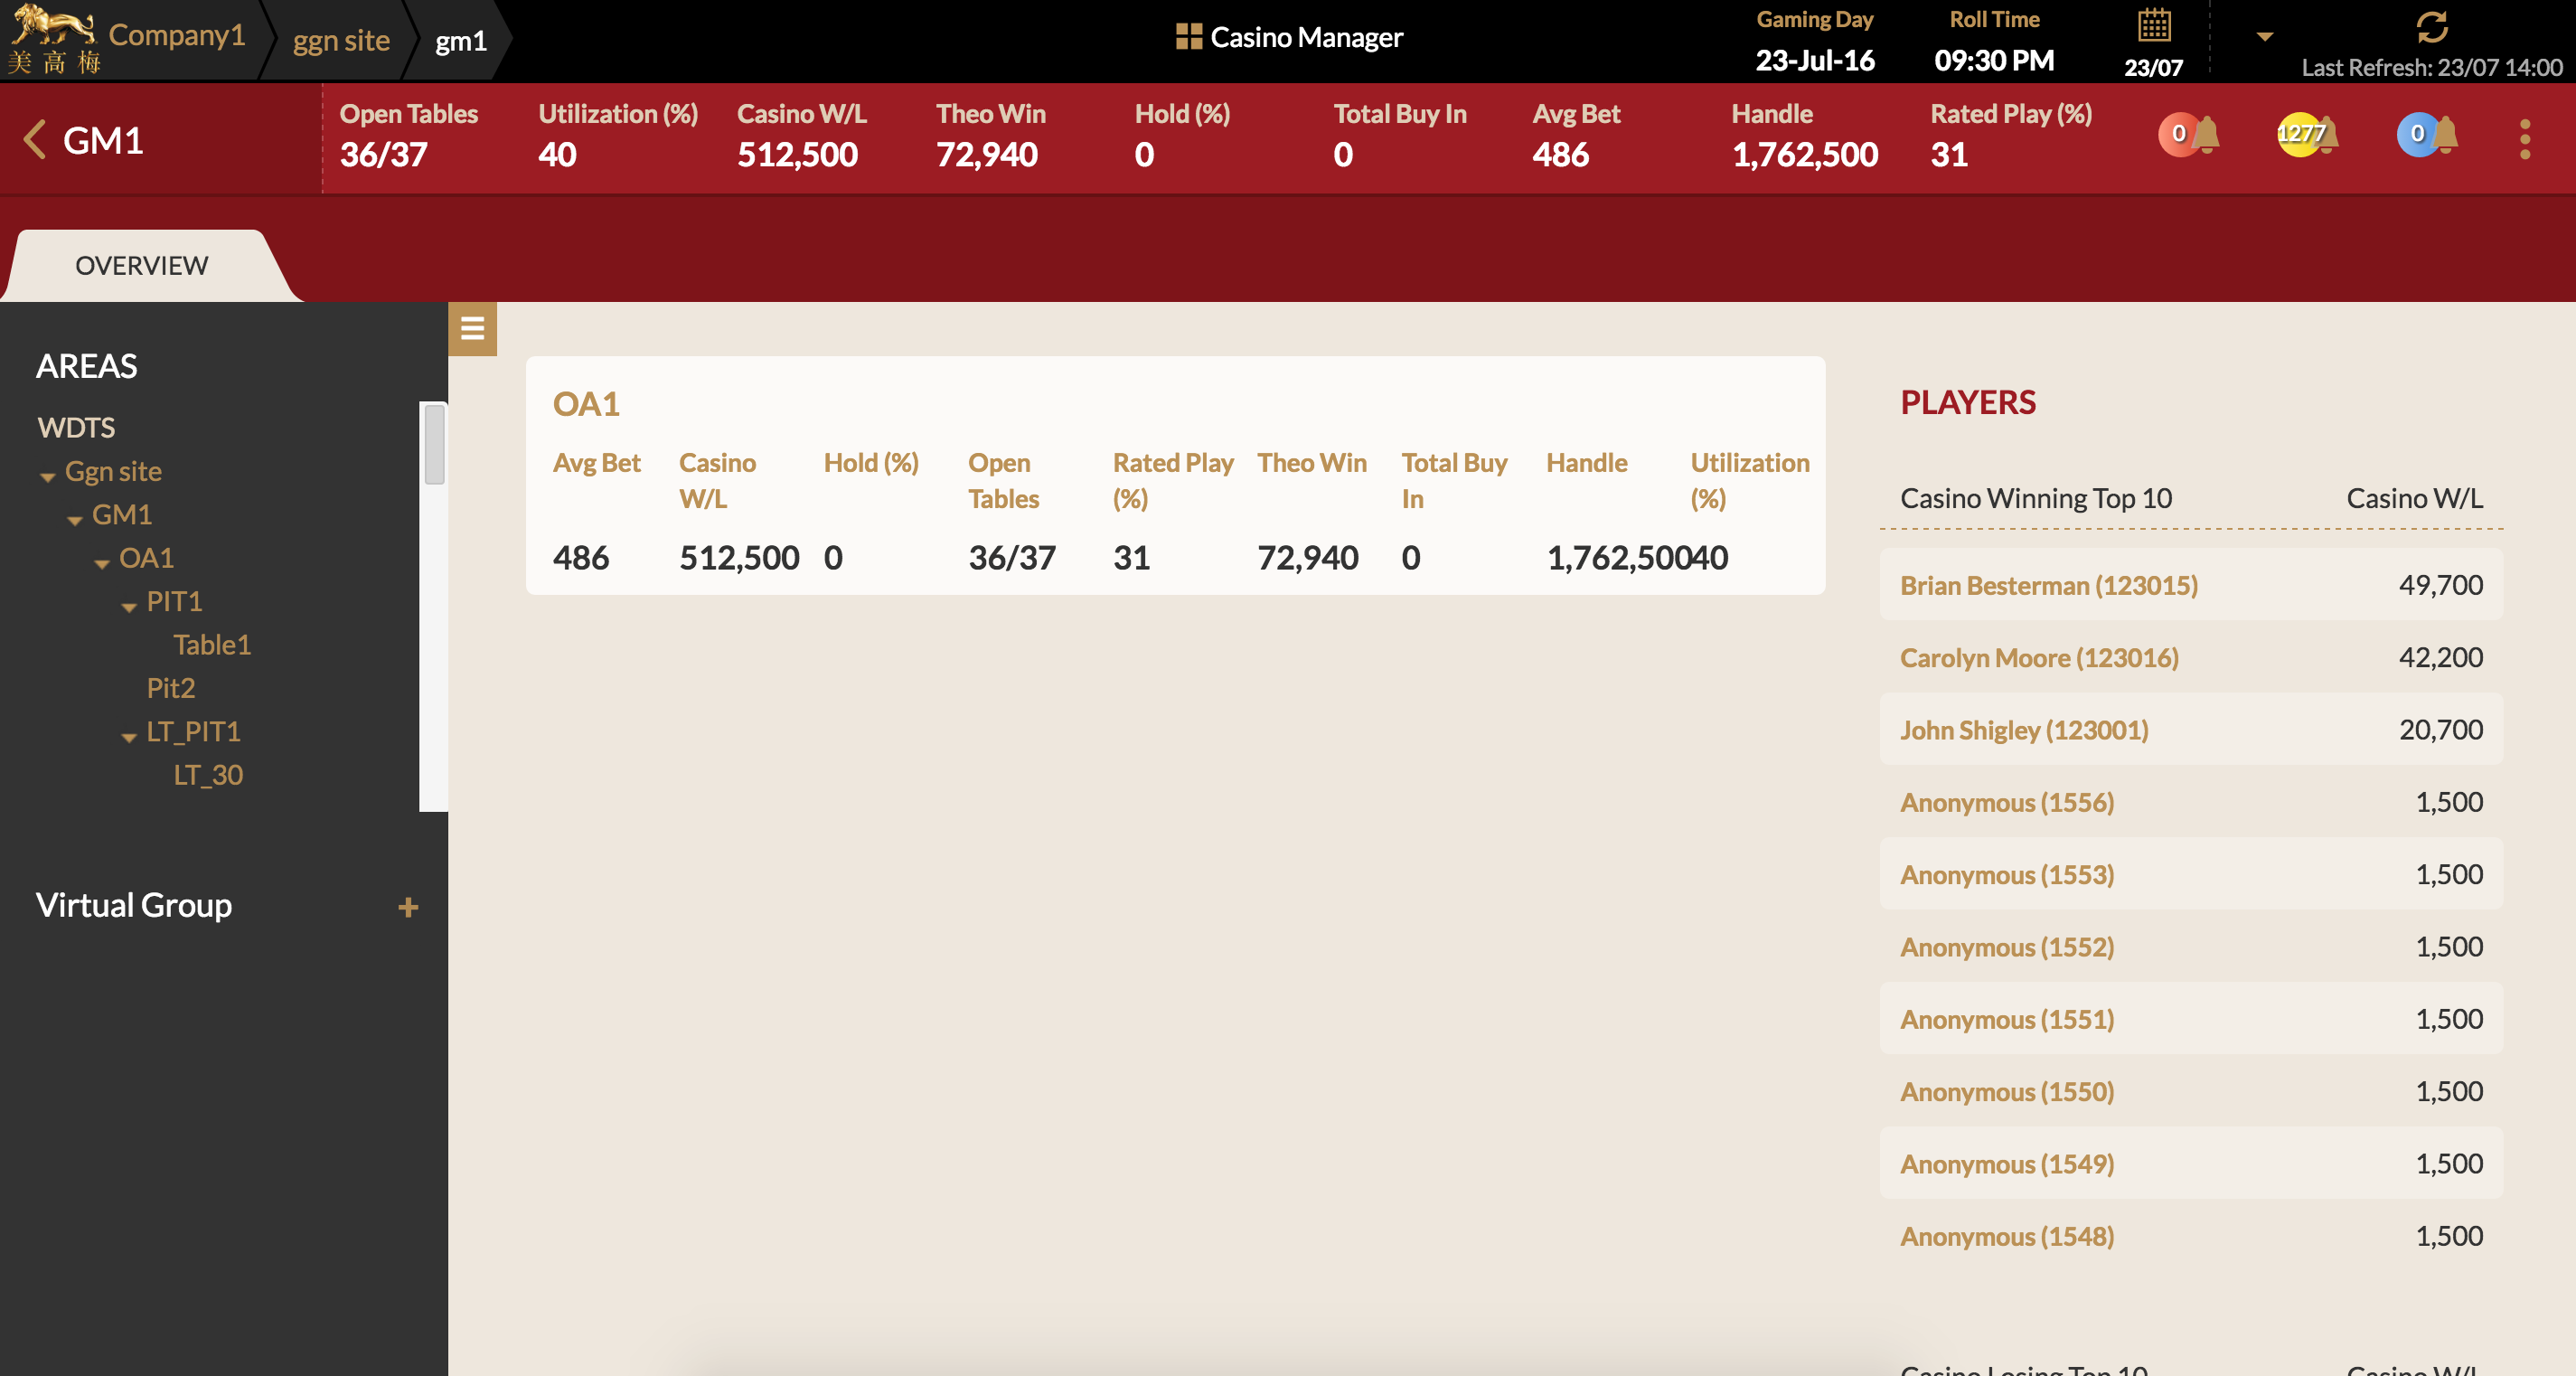 美高梅
Company1
ggn site
gm1
Casino Manager
Gaming Day
23-Jul-16
Roll Time
09:30 PM
23/07
Last Refresh: 23/07 14:00
GM1
Open Tables
36/37
Utilization (%)
40
Casino W/L
512,500
Theo Win
72,940
Hold (%)
0
Total Buy In
0
Avg Bet
486
Handle
1,762,500
Rated Play (%)
31
0
1277
0
OVERVIEW
AREAS
WDTS
Ggn site
GM1
OA1
PIT1
Table1
Pit2
LT_PIT1
LT_30
Virtual Group
+
OA1
Avg Bet
486
Casino
W/L
512,500
Hold (%)
0
Open
Tables
36/37
Rated Play
(%)
31
Theo Win
72,940
Total Buy
In
0
Handle
1,762,500
Utilization
(%)
40
PLAYERS
Casino Winning Top 10 Casino W/L
Brian Besterman (123015) 49,700
Carolyn Moore (123016) 42,200
John Shigley (123001) 20,700
Anonymous (1556) 1,500
Anonymous (1553) 1,500
Anonymous (1552) 1,500
Anonymous (1551) 1,500
Anonymous (1550) 1,500
Anonymous (1549) 1,500
Anonymous (1548) 1,500
Casino Losing Top 10 Casino W/L